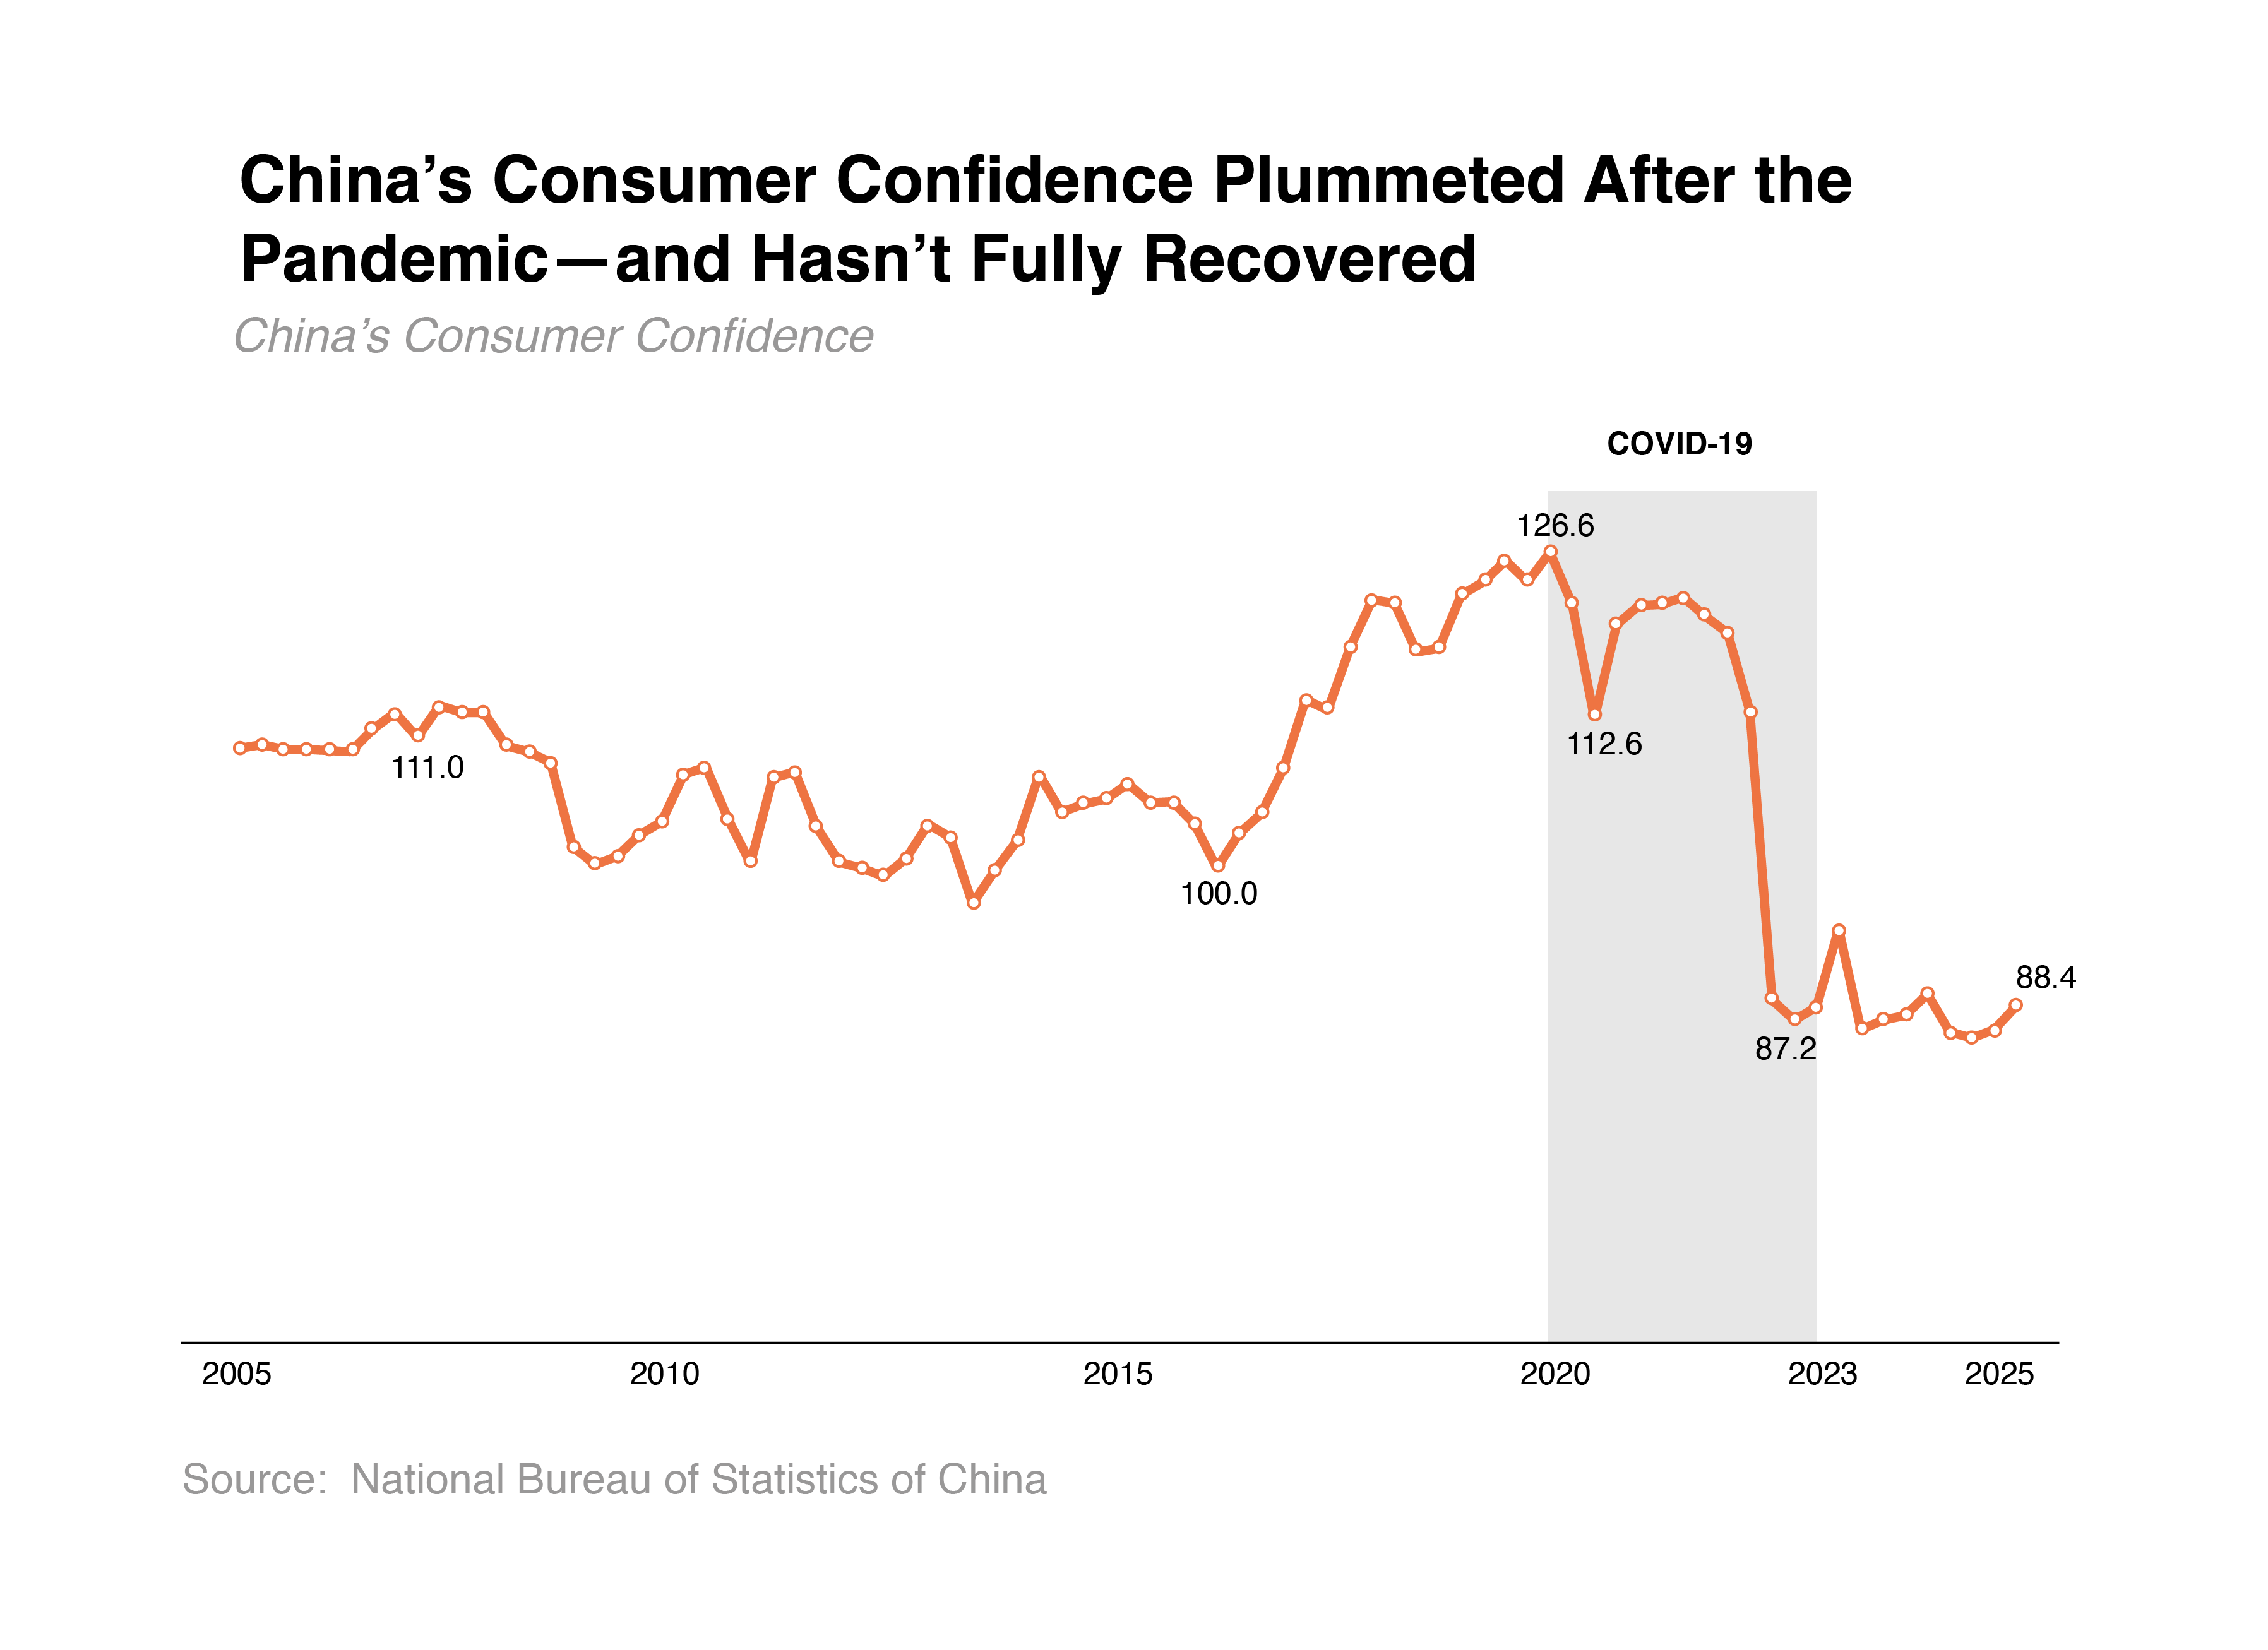 China’s Consumer Confidence Plummeted After the
Pandemic—and Hasn’t Fully Recovered
China’s Consumer Confidence
COVID-19
126.6
111.0
112.6
100.0
88.4
87.2
2005
2010
2015
2020
2023
2025
Source: National Bureau of Statistics of China